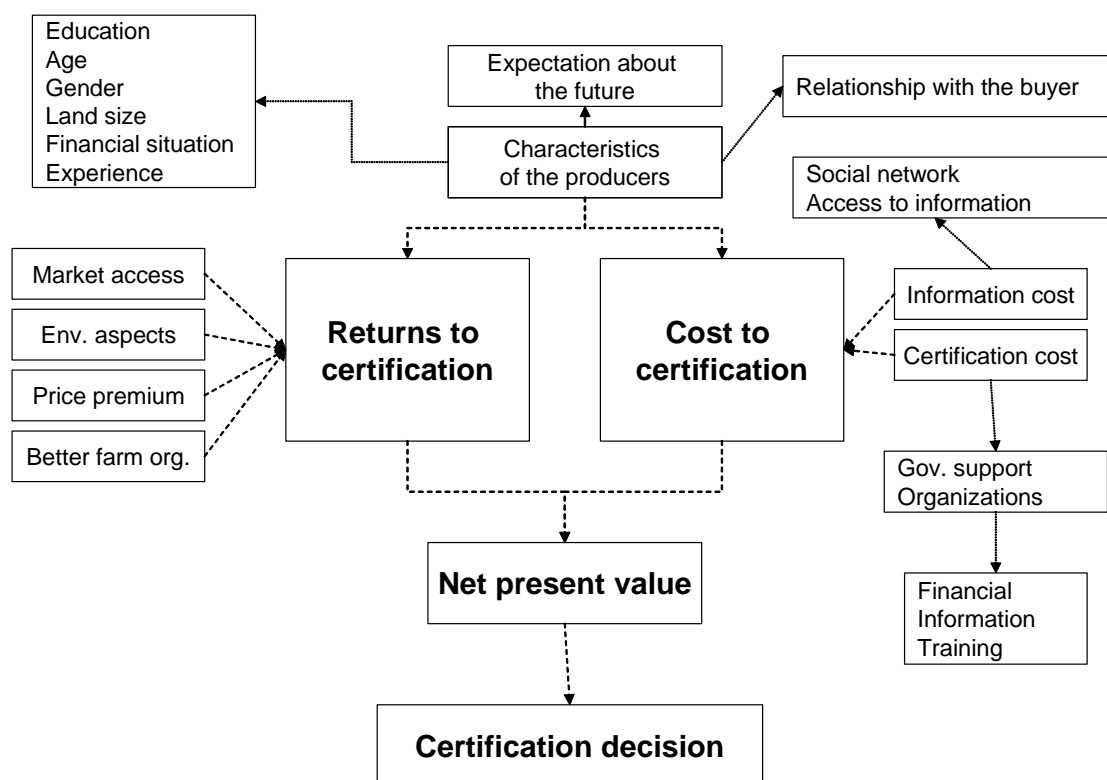 Education
Age
Gender
Land size
Financial situation
Experience
Expectation about
the future
Relationship with the buyer
Characteristics
of the producers
Social network
Access to information
Market access
Env. aspects
Price premium
Better farm org.
Returns to
certification
Cost to
certification
Information cost
Certification cost
Gov. support
Organizations
Net present value
Financial
Information
Training
Certification decision